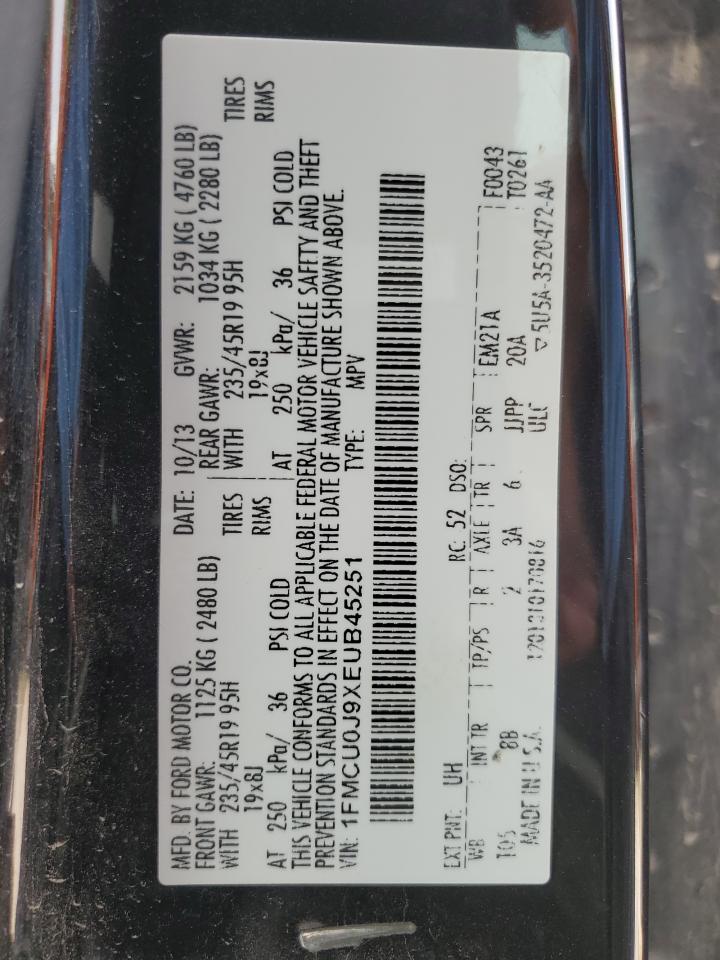 MFD. BY FORD MOTOR CO. DATE: 10/13 GVWR: 2159 KG ( 4760 LB)
FRONT GAWR: 1125 KG ( 2480 LB) REAR GAWR: 1034 KG ( 2280 LB)
WITH 235/45R19 95H TIRES WITH 235/45R19 95H TIRES
19x8J RIMS 19x8J RIMS
AT 250 kPa/ 36 PSI COLD AT 250 kPa/ 36 PSI COLD
THIS VEHICLE CONFORMS TO ALL APPLICABLE FEDERAL MOTOR VEHICLE SAFETY AND THEFT
PREVENTION STANDARDS IN EFFECT ON THE DATE OF MANUFACTURE SHOWN ABOVE.
VIN: 1FMCU0J9XEUB45251 TYPE: MPV
EXT PNT: UH RC: 52 DSO:
WB INT TR TP/PS R AXLE TR SPR EM21A F0043
105 8B 2 3A 6 JJPP 20A T0261
MADE IN U.S.A. ULC
▽5U5A-3520472-AA